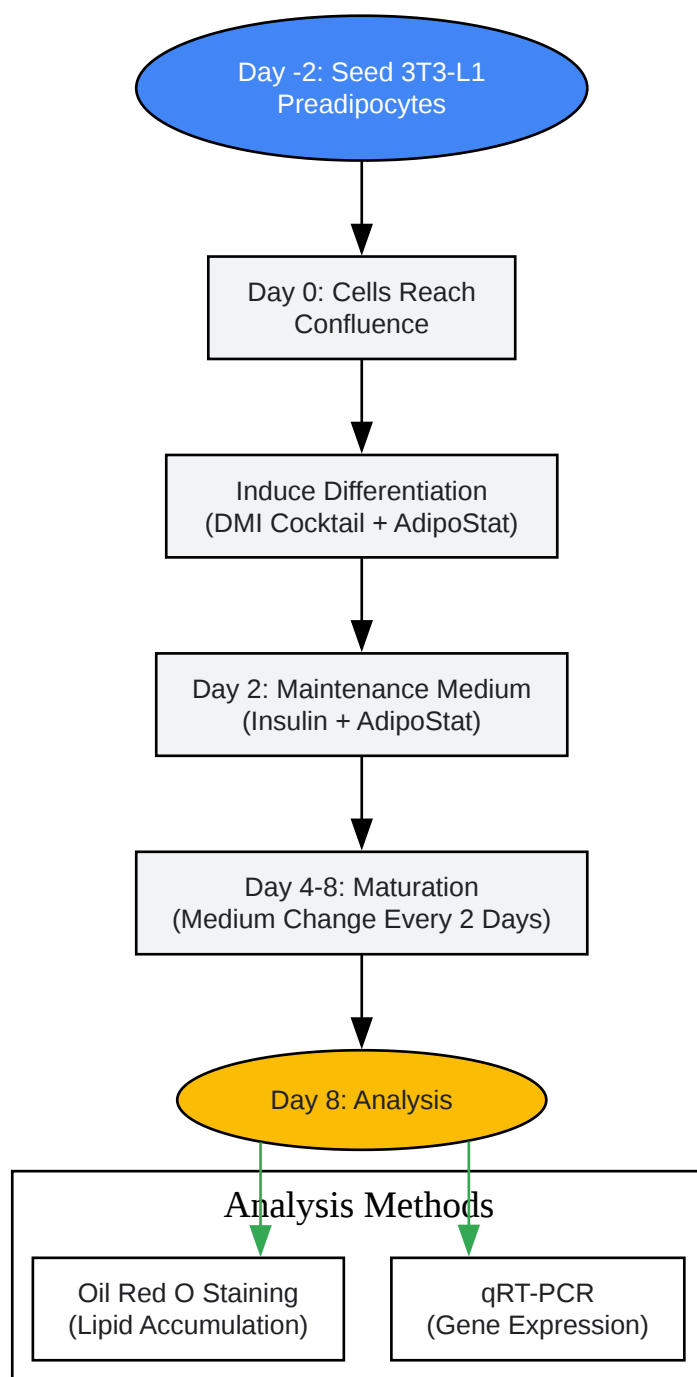 Day -2: Seed 3T3-L1
Preadipocytes
Day 0: Cells Reach
Confluence
Induce Differentiation
(DMI Cocktail + AdipoStat)
Day 2: Maintenance Medium
(Insulin + AdipoStat)
Day 4-8: Maturation
(Medium Change Every 2 Days)
Day 8: Analysis
Analysis Methods
Oil Red O Staining
(Lipid Accumulation)
qRT-PCR
(Gene Expression)